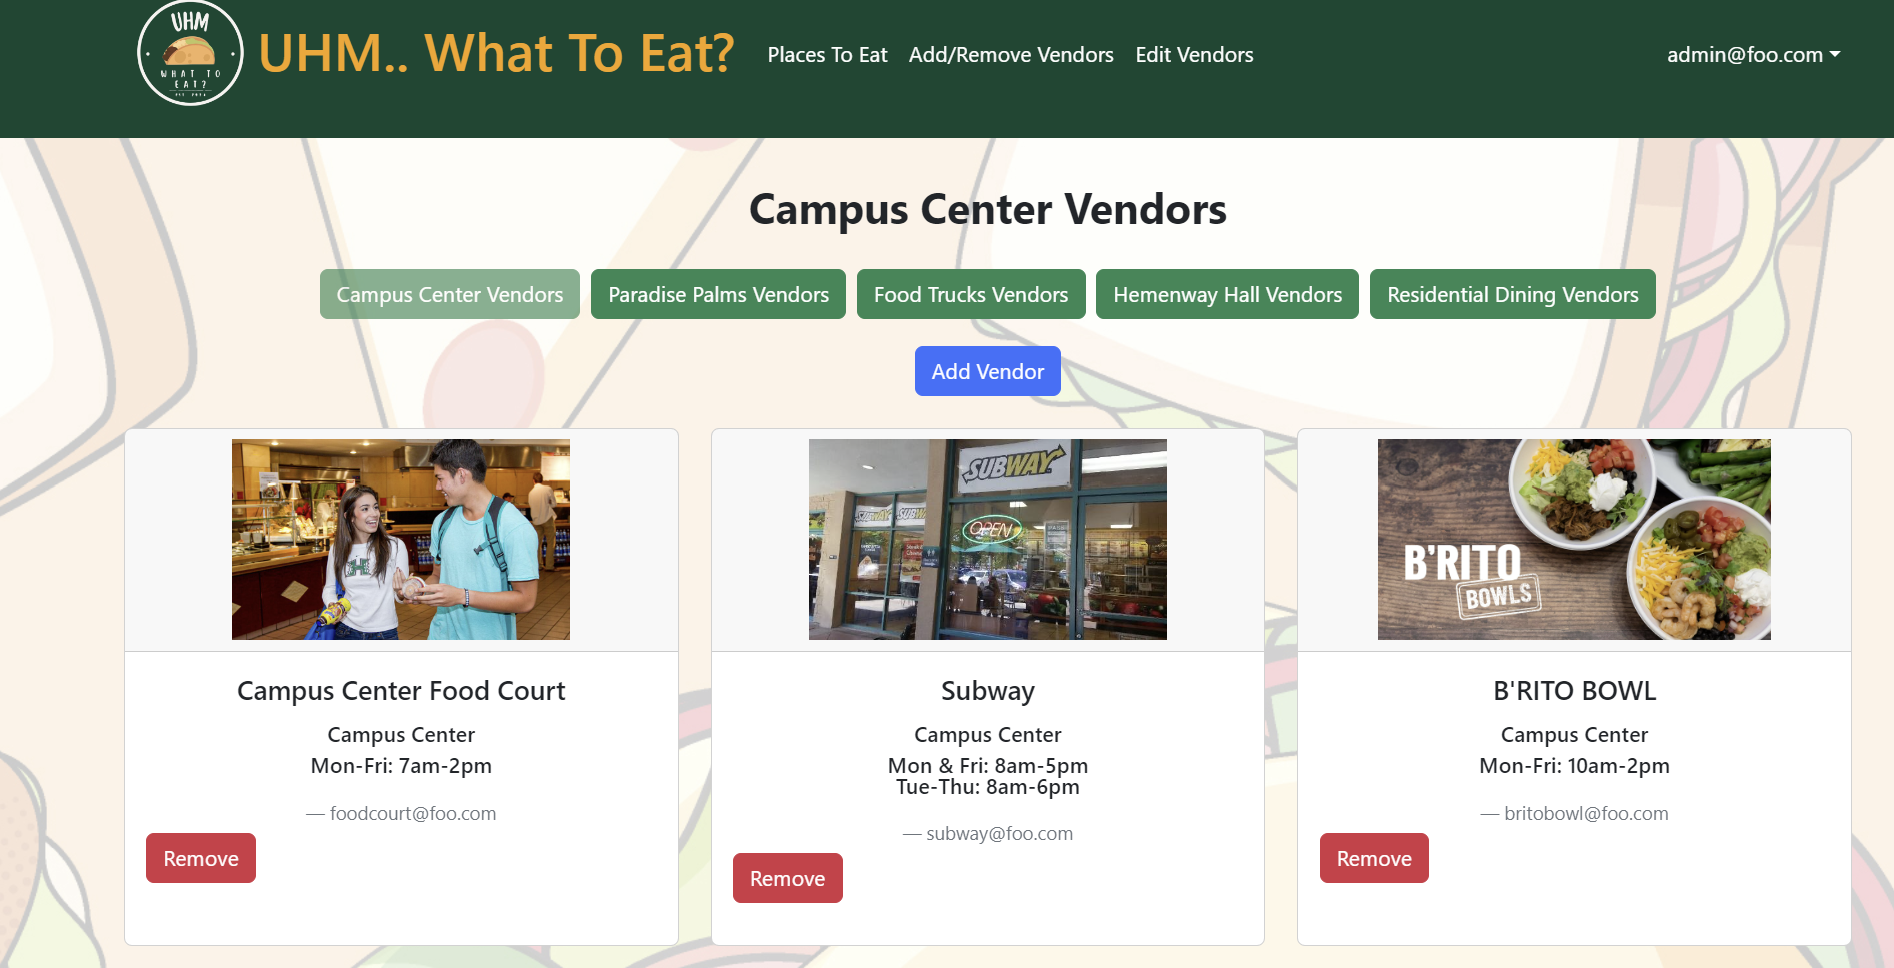 UHM
WHAT TO
EAT?
UHM.. What To Eat?
Places To Eat
Add/Remove Vendors
Edit Vendors
admin@foo.com
Campus Center Vendors
Campus Center Vendors
Paradise Palms Vendors
Food Trucks Vendors
Hemenway Hall Vendors
Residential Dining Vendors
Add Vendor
H
SUBWAY
SUBWAY
SUBW
OPEN
B'RITO
BOWLS
Campus Center Food Court
Campus Center
Mon-Fri: 7am-2pm
— foodcourt@foo.com
Remove
Subway
Campus Center
Mon & Fri: 8am-5pm
Tue-Thu: 8am-6pm
— subway@foo.com
Remove
B'RITO BOWL
Campus Center
Mon-Fri: 10am-2pm
— britobowl@foo.com
Remove